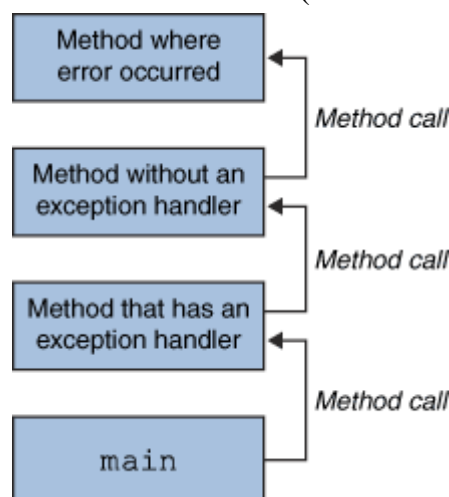 (
Method where
error occurred
Method call
Method without an
exception handler
Method call
Method that has an
exception handler
Method call
main